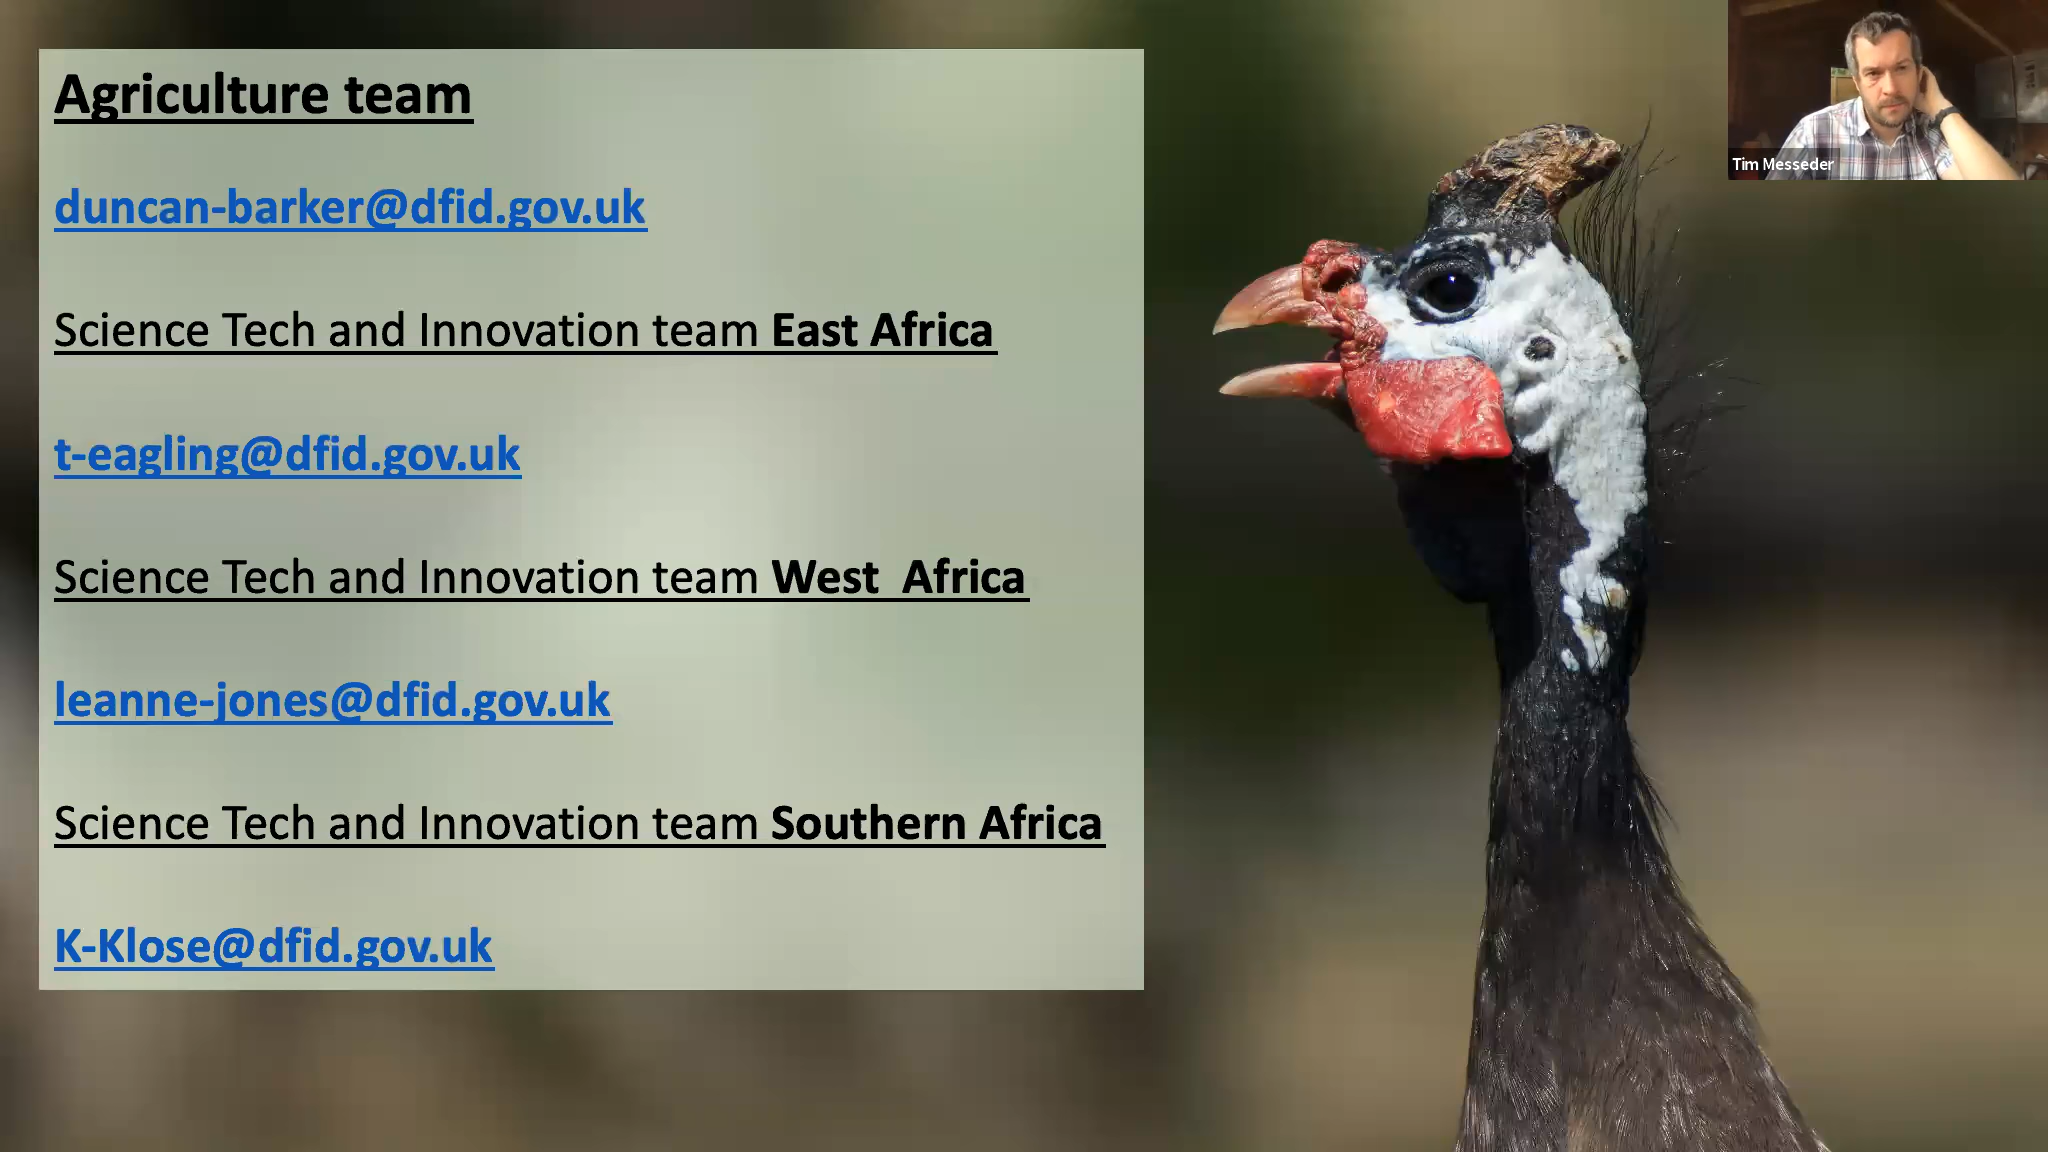 Agriculture team
duncan-barker@dfid.gov.uk
Science Tech and Innovation team East Africa
t-eagling@dfid.gov.uk
Science Tech and Innovation team West  Africa
leanne-jones@dfid.gov.uk
Science Tech and Innovation team Southern Africa
K-Klose@dfid.gov.uk
Tim Messeder